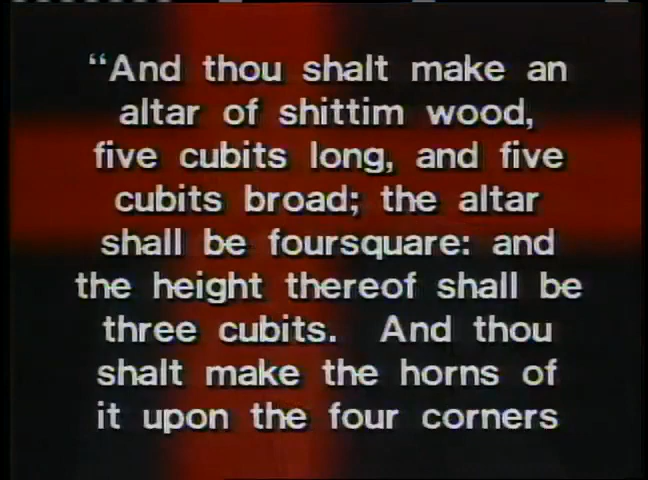 “And thou shalt make an
altar of shittim wood,
five cubits long, and five
cubits broad; the altar
shall be foursquare: and
the height thereof shall be
three cubits.  And thou
shalt make the horns of
it upon the four corners